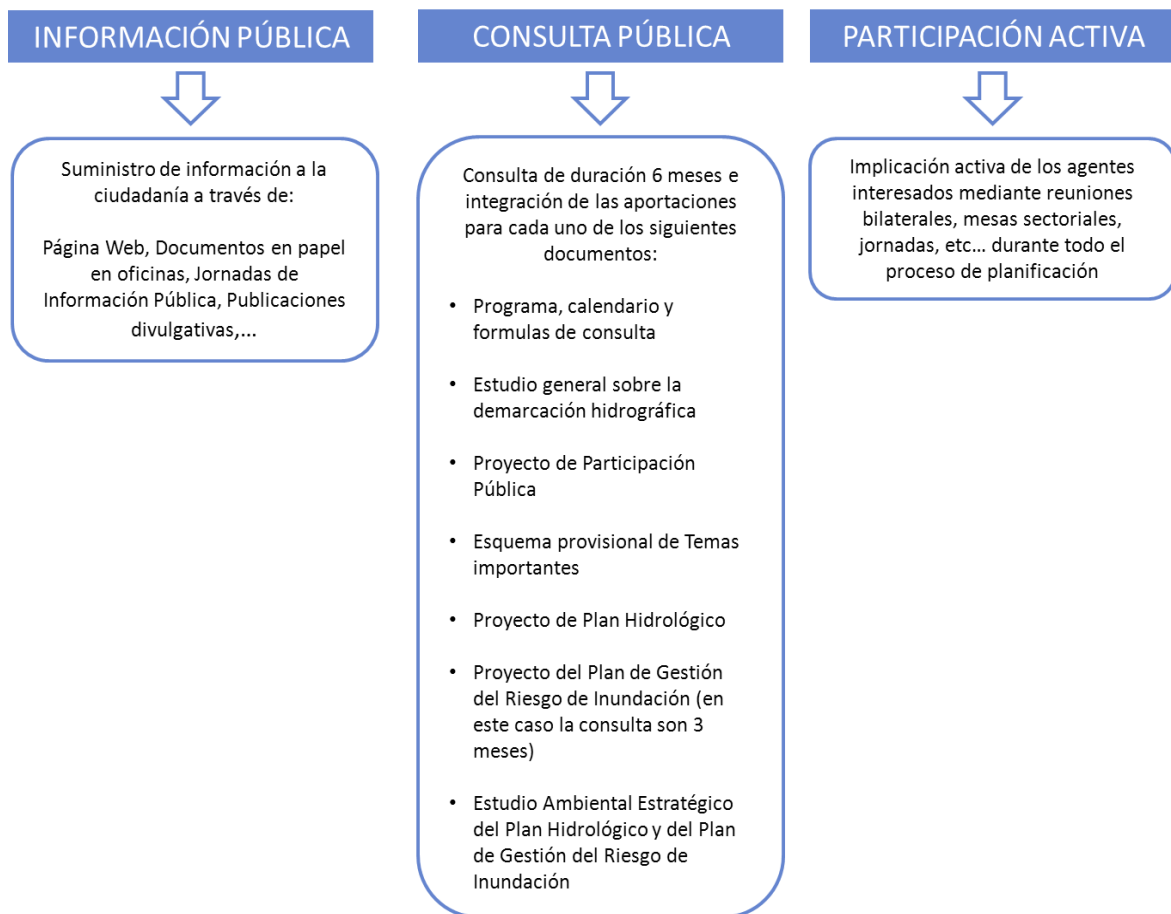 INFORMACIÓN PÚBLICA
Suministro de información a la
ciudadanía a través de:
Página Web, Documentos en papel
en oficinas, Jornadas de
Información Pública, Publicaciones
divulgativas,...
CONSULTA PÚBLICA
Consulta de duración 6 meses e
integración de las aportaciones
para cada uno de los siguientes
documentos:
• Programa, calendario y
formulas de consulta
• Estudio general sobre la
demarcación hidrográfica
• Proyecto de Participación
Pública
• Esquema provisional de Temas
importantes
• Proyecto de Plan Hidrológico
• Proyecto del Plan de Gestión
del Riesgo de Inundación (en
este caso la consulta son 3
meses)
• Estudio Ambiental Estratégico
del Plan Hidrológico y del Plan
de Gestión del Riesgo de
Inundación
PARTICIPACIÓN ACTIVA
Implicación activa de los agentes
interesados mediante reuniones
bilaterales, mesas sectoriales,
jornadas, etc... durante todo el
proceso de planificación